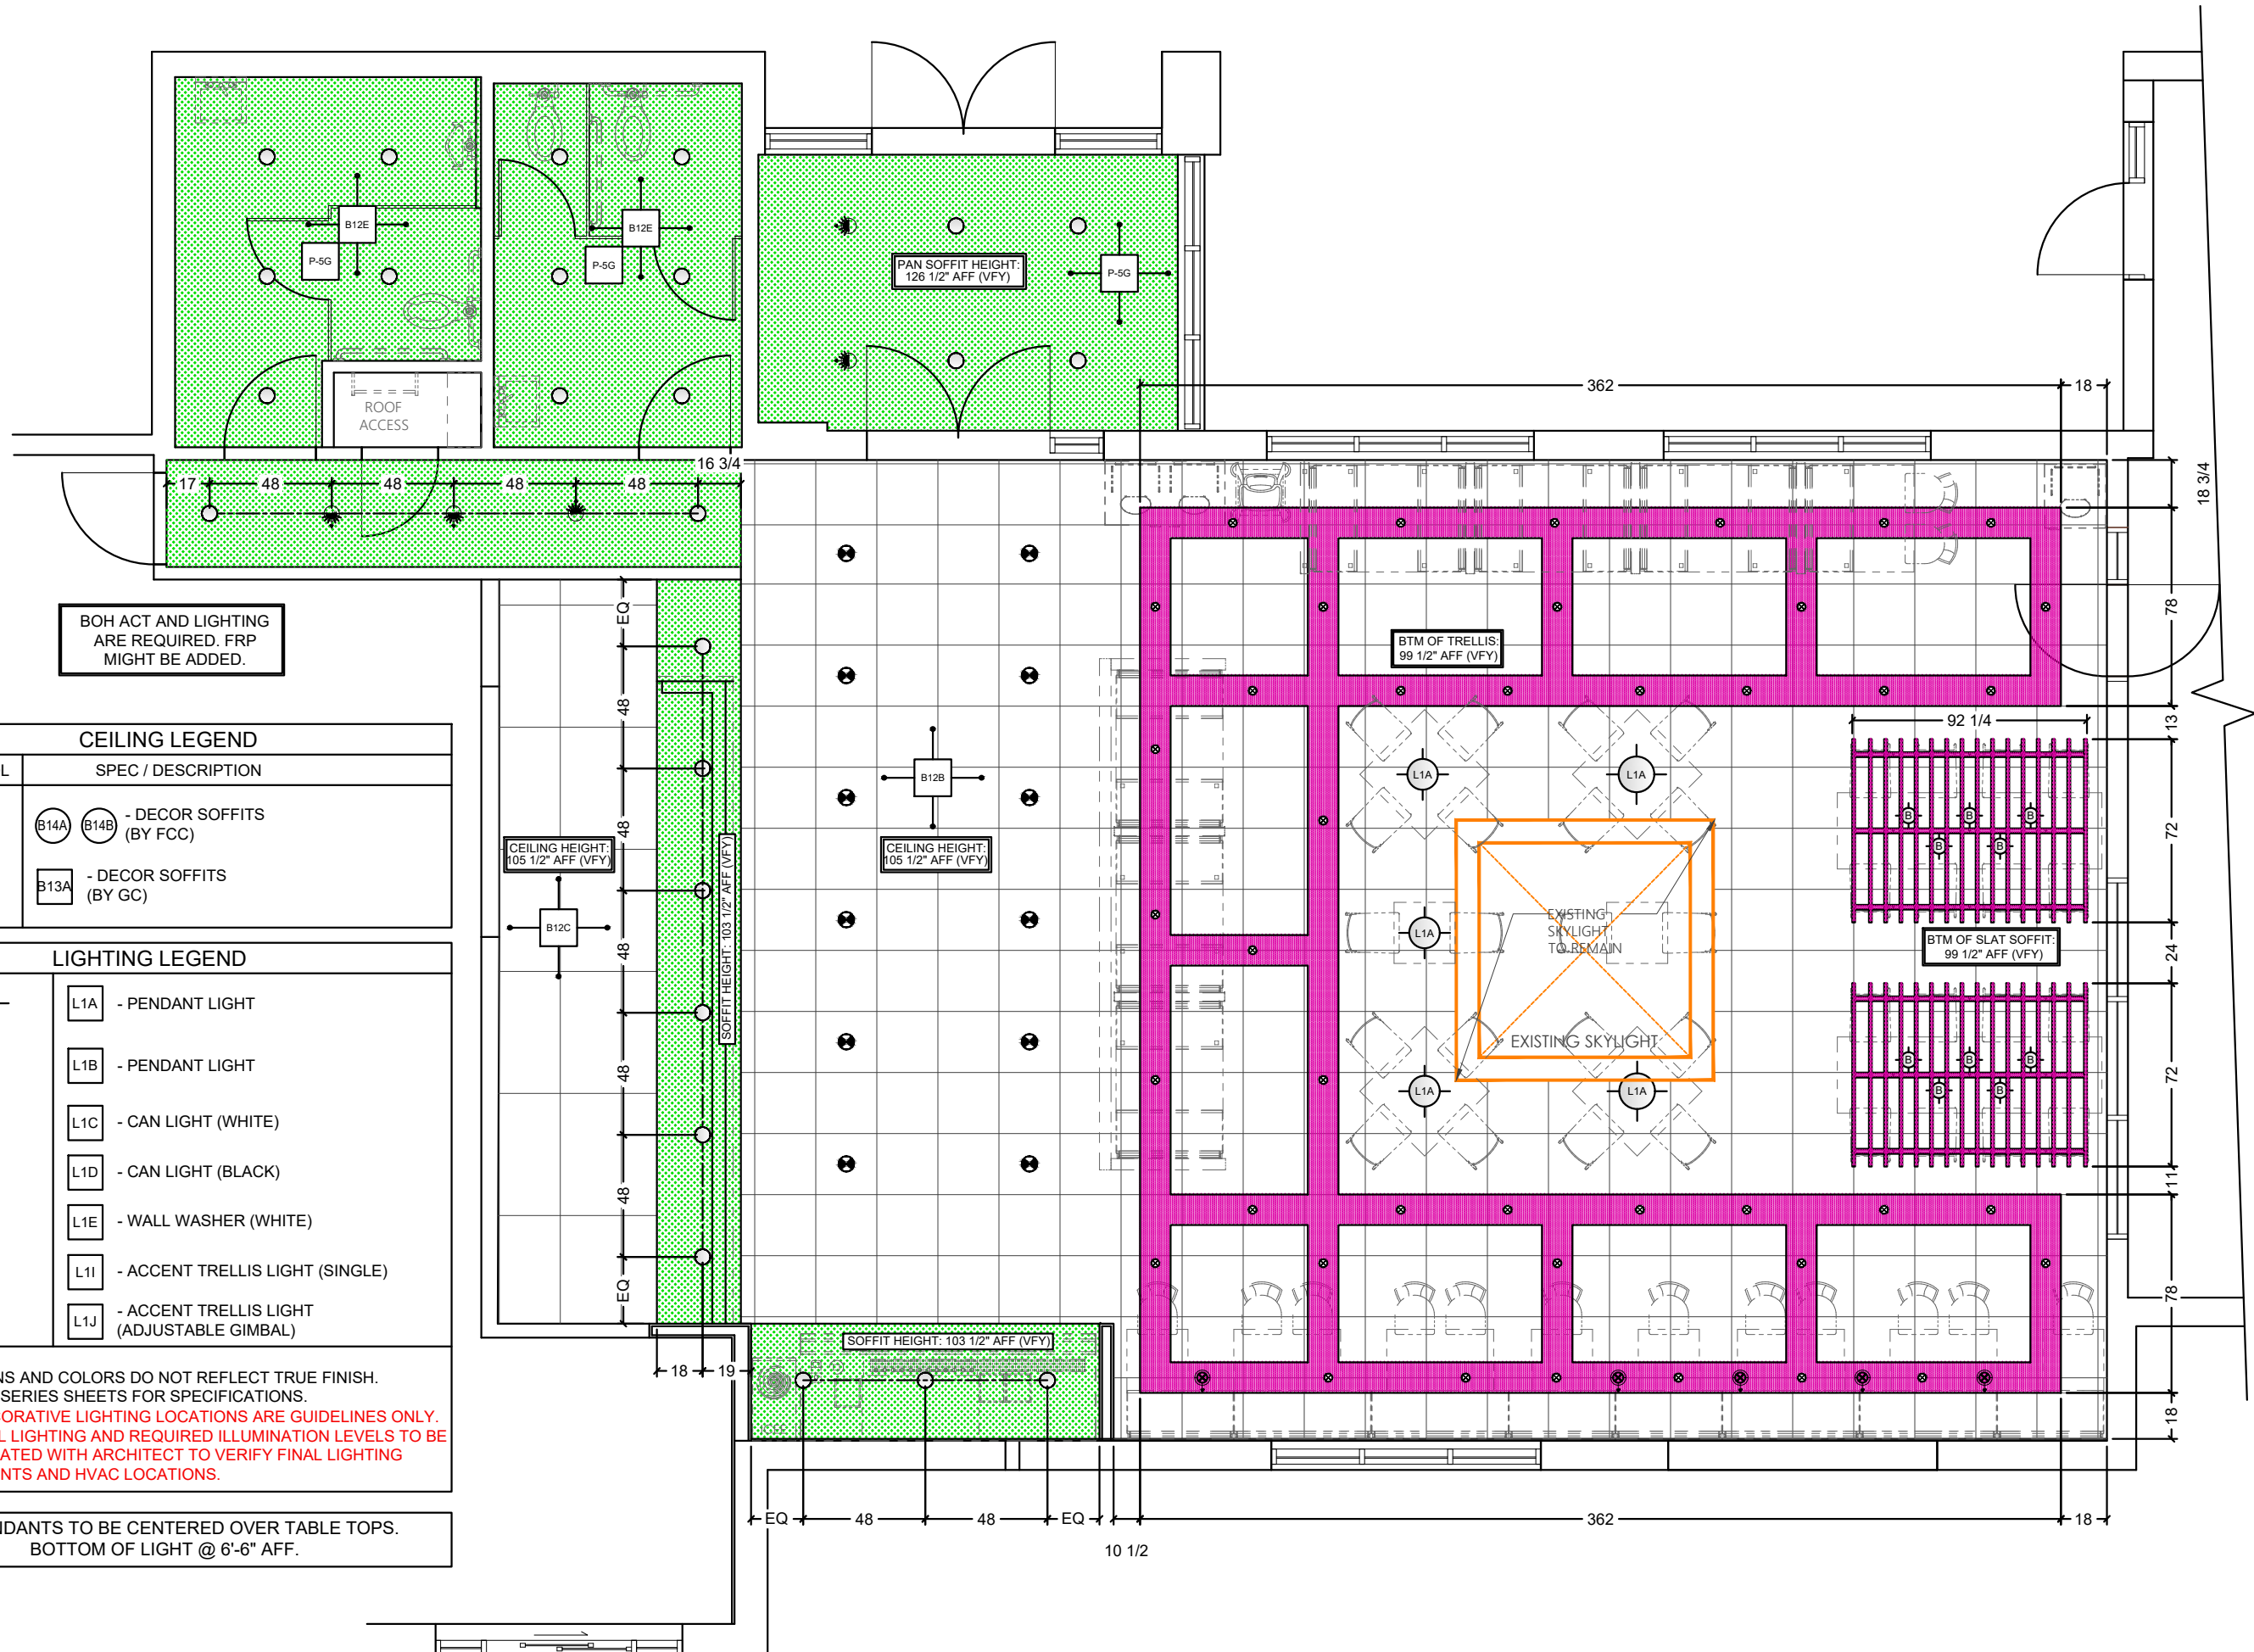 B12E
P-5G
B12E
P-5G
PAN SOFFIT HEIGHT:
126 1/2" AFF (VFY)
P-5G
ROOF
ACCESS
362
18
16 3/4
17
48
48
48
48
18 3/4
BOH ACT AND LIGHTING
ARE REQUIRED. FRP
MIGHT BE ADDED.
EQ
48
48
48
48
48
EQ
BTM OF TRELLIS:
99 1/2" AFF (VFY)
78
13
72
24
72
11
78
18
92 1/4
CEILING LEGEND
L
SPEC / DESCRIPTION
B14A
B14B
- DECOR SOFFITS
(BY FCC)
B13A
- DECOR SOFFITS
(BY GC)
CEILING HEIGHT:
105 1/2" AFF (VFY)
B12C
SOFFIT HEIGHT: 103 1/2" AFF (VFY)
B12B
CEILING HEIGHT:
105 1/2" AFF (VFY)
L1A
L1A
L1A
L1A
L1A
EXISTING
SKYLIGHT
TO REMAIN
EXISTING SKYLIGHT
B
B
B
B
B
BTM OF SLAT SOFFIT:
99 1/2" AFF (VFY)
B
B
B
B
B
LIGHTING LEGEND
L1A
- PENDANT LIGHT
L1B
- PENDANT LIGHT
L1C
- CAN LIGHT (WHITE)
L1D
- CAN LIGHT (BLACK)
L1E
- WALL WASHER (WHITE)
L1I
- ACCENT TRELLIS LIGHT (SINGLE)
L1J
- ACCENT TRELLIS LIGHT
(ADJUSTABLE GIMBAL)
NS AND COLORS DO NOT REFLECT TRUE FINISH.
SERIES SHEETS FOR SPECIFICATIONS.
ORATIVE LIGHTING LOCATIONS ARE GUIDELINES ONLY.
L LIGHTING AND REQUIRED ILLUMINATION LEVELS TO BE
ATED WITH ARCHITECT TO VERIFY FINAL LIGHTING
NTS AND HVAC LOCATIONS.
NDANTS TO BE CENTERED OVER TABLE TOPS.
BOTTOM OF LIGHT @ 6'-6" AFF.
18
19
SOFFIT HEIGHT: 103 1/2" AFF (VFY)
EQ
48
48
EQ
10 1/2
362
18